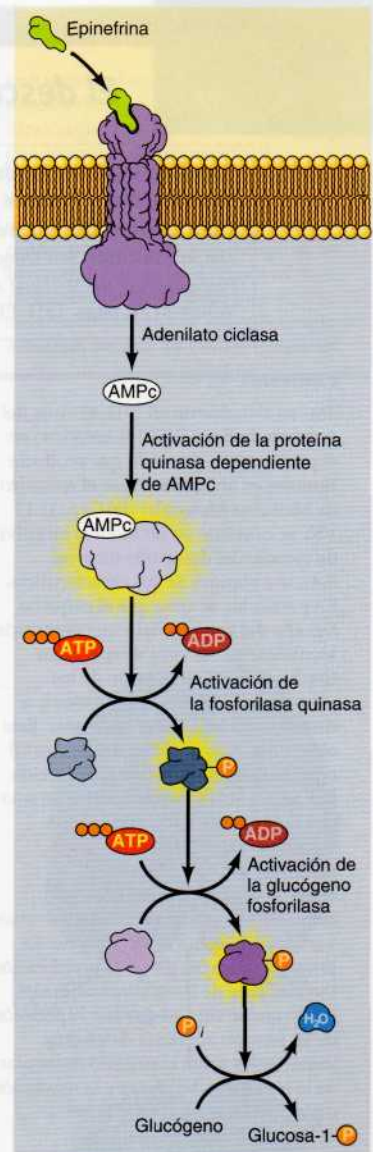 Epinefrina
Adenilato ciclasa
AMPc
Activación de la proteína
quinasa dependiente
de AMPc
AMPc
ATP
ADP
Activación de
la fosforilasa quinasa
P
ATP
ADP
Activación de
la glucógeno
fosforilasa
P
P i
H₂O
Glucógeno
Glucosa-1-P